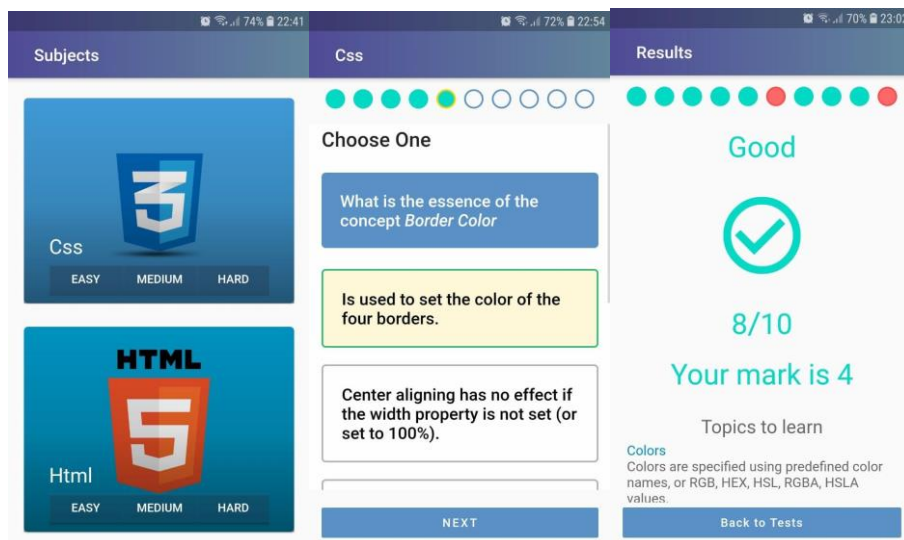 74% 22:41
Subjects
3
Css
EASY MEDIUM HARD
HTML
5
Html
EASY MEDIUM HARD
72% 22:54
Css
Choose One
What is the essence of the
concept Border Color
Is used to set the color of the
four borders.
Center aligning has no effect if
the width property is not set (or
set to 100%).
NEXT
70% 23:02
Results
Good
8/10
Your mark is 4
Topics to learn
Colors
Colors are specified using predefined color
names, or RGB, HEX, HSL, RGBA, HSLA
values.
Back to Tests